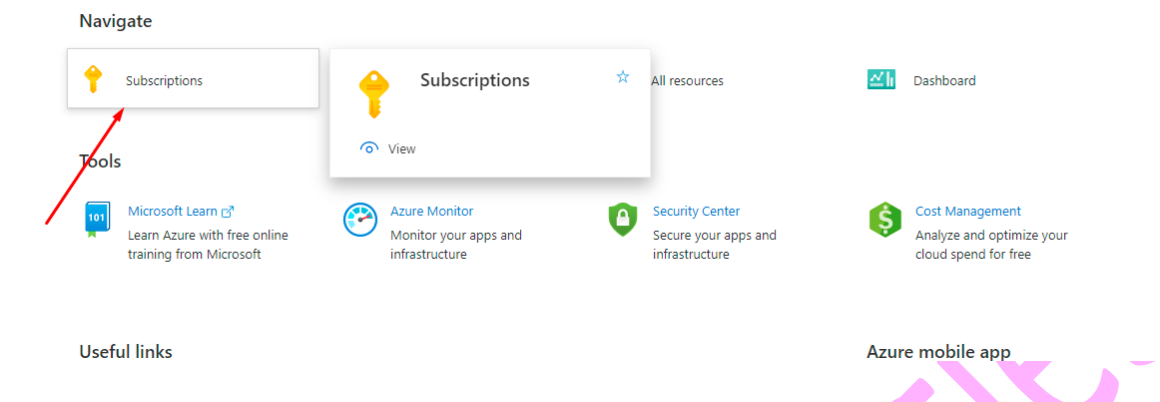 Navigate
Subscriptions
Subscriptions
View
All resources
Dashboard
Tools
101
Microsoft Learn
Learn Azure with free online
training from Microsoft
Azure Monitor
Monitor your apps and
infrastructure
Security Center
Secure your apps and
infrastructure
Cost Management
Analyze and optimize your
cloud spend for free
Useful links
Azure mobile app